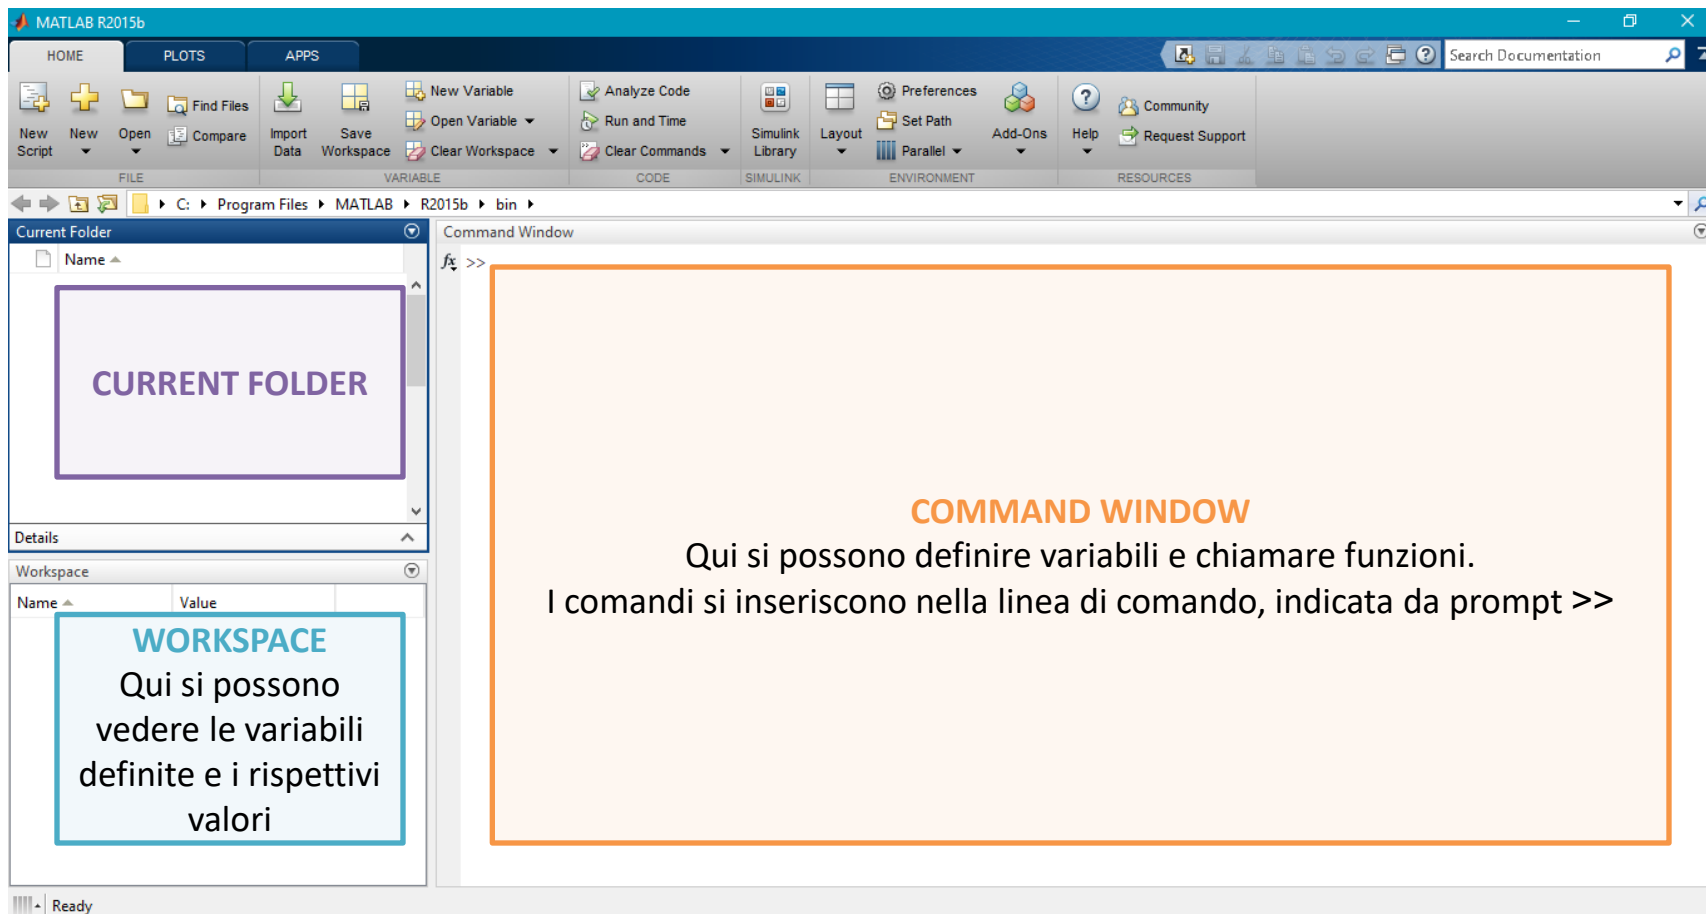 MATLAB R2015b
HOME PLOTS APPS
Search Documentation
New Script
New
Open
Find Files
Compare
Import Data
Save Workspace
New Variable
Open Variable
Clear Workspace
Analyze Code
Run and Time
Clear Commands
Simulink Library
Layout
Preferences
Set Path
Parallel
Add-Ons
Help
Community
Request Support
FILE VARIABLE CODE SIMULINK ENVIRONMENT RESOURCES
C: Program Files MATLAB R2015b bin
Current Folder
Name
CURRENT FOLDER
Details
Workspace
Name Value
WORKSPACE
Qui si possono
vedere le variabili
definite e i rispettivi
valori
Command Window
fx >>
COMMAND WINDOW
Qui si possono definire variabili e chiamare funzioni.
I comandi si inseriscono nella linea di comando, indicata da prompt >>
Ready